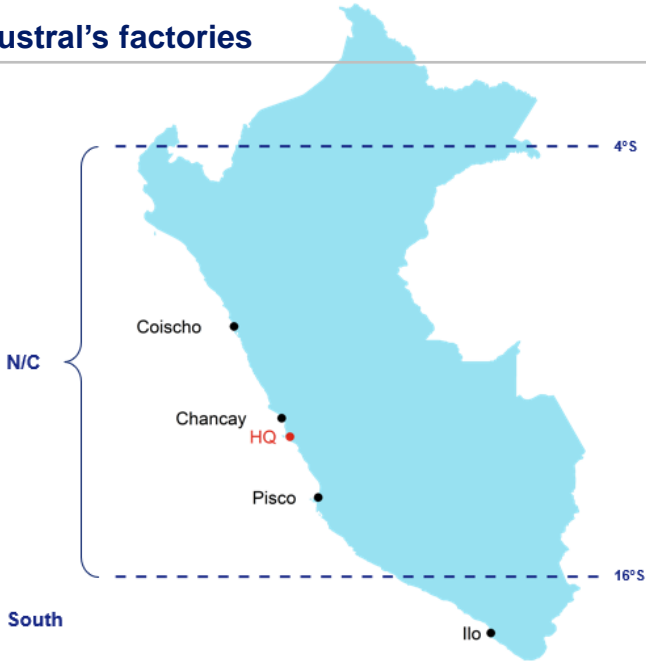 ustral’s factories
4°S
Coischo
N/C
Chancay
HQ
Pisco
16°S
South
Ilo